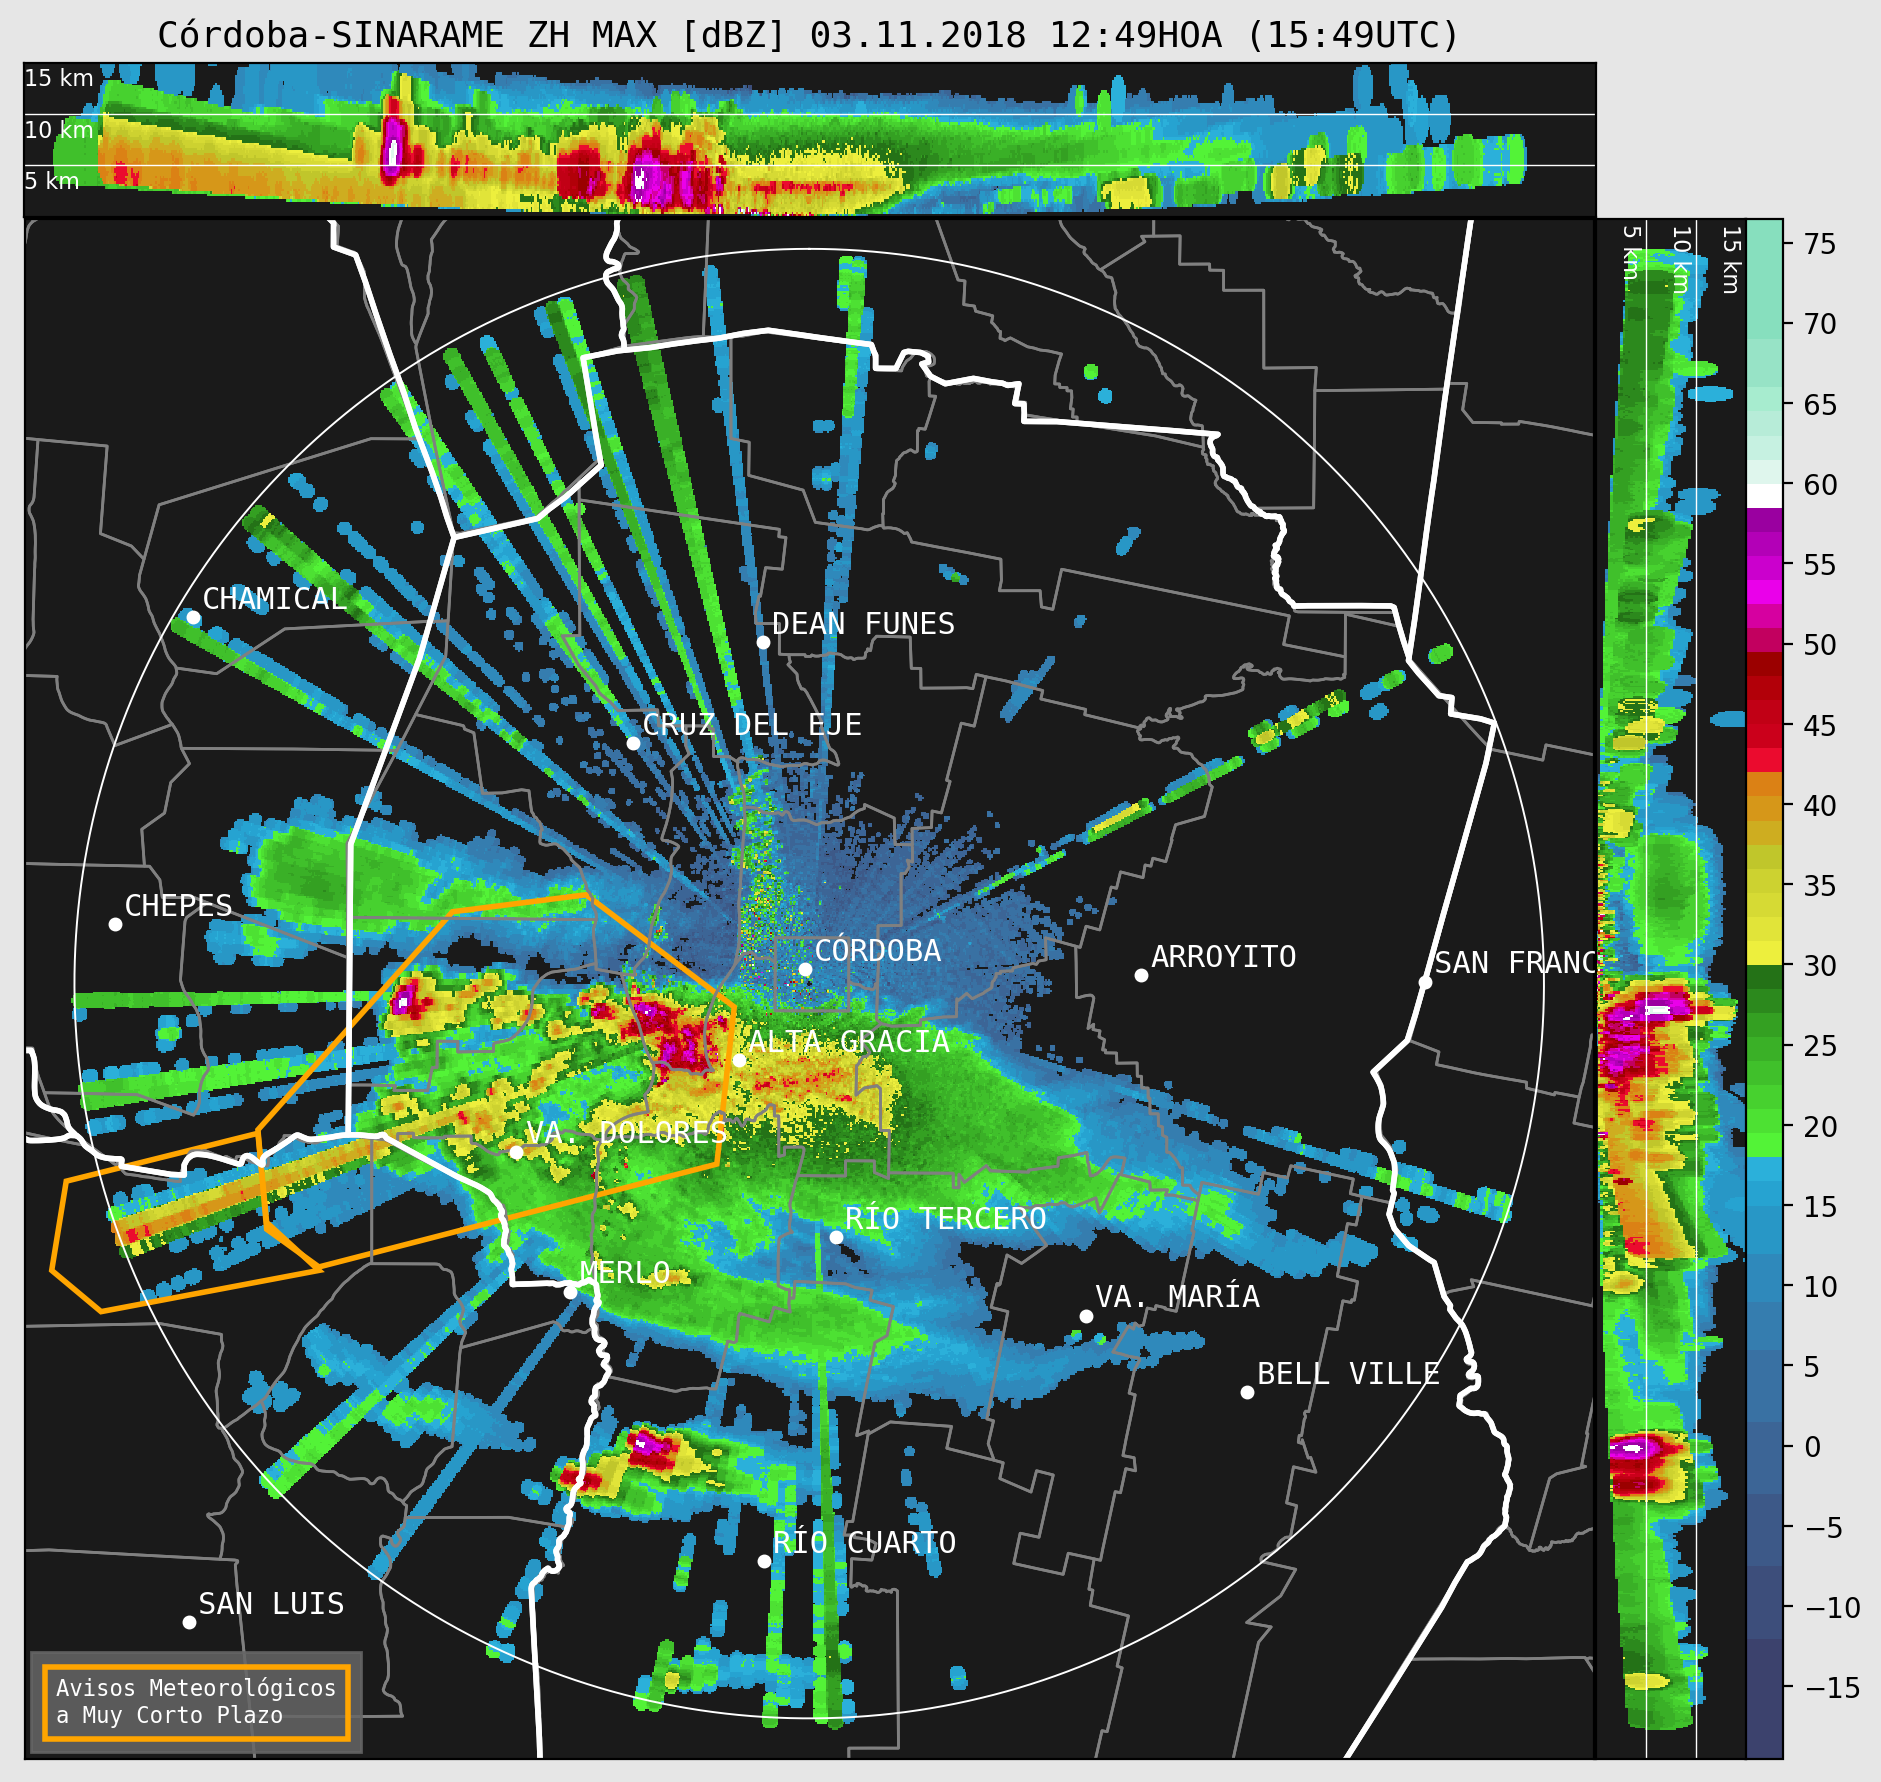 Córdoba-SINARAME ZH MAX [dBZ] 03.11.2018 12:49HOA (15:49UTC)
15 km
10 km
5 km
5 km
10 km
15 km
75
70
65
60
55
50
45
40
35
30
25
20
15
10
5
0
−5
−10
−15
CHAMICAL
DEAN FUNES
CRUZ DEL EJE
CHEPES
CÓRDOBA
ARROYITO
SAN FRANC
ALTA GRACIA
VA. DOLORES
RÍO TERCERO
MERLO
VA. MARÍA
BELL VILLE
RÍO CUARTO
SAN LUIS
Avisos Meteorológicos
a Muy Corto Plazo